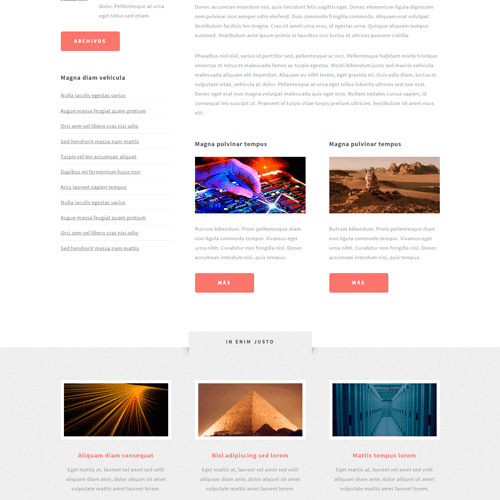 dolor. Pellentesque at urna
eget tellus sed etiam.
ARCHIVOS
Magna diam vehicula
Nulla iaculis egestas varius
Augue massa feugiat quam pretium
Orci sem vel libero cras nisi odio
Sed hendrerit massa nam mattis
Turpis vel leo accumsan aliquet
Dapibus mi fermentum fusce non
Arcu laoreet sapien tempus
Nulla iaculis egestas varius
Augue massa feugiat quam pretium
Orci sem vel libero cras nisi odio
Sed hendrerit massa nam mattis
Donec accumsan interdum nisi, quis tincidunt felis sagittis eget. Donec elementum ligula dignissim
sem pulvinar non semper odio eleifend. Duis commodo fringilla commodo. Aliquam erat volutpat.
Vestibulum facilisis leo magna. Cras sit amet urna eros, id egestas urna. Quisque aliquam tempus
euismod. Vestibulum ante ipsum primis in faucibus orci luctus et ultrices posuere cubilia.
Phasellus nisl nisl, varius id porttitor sed, pellentesque ac orci. Pellentesque habitant morbi tristique
senectus et netus et malesuada fames ac turpis egestas. Morbi bibendum justo sed mauris vehicula
malesuada aliquam elit imperdiet. Aliquam eu nibh lorem, eget gravida mi. Duis odio diam, luctus et
vulputate vitae, vehicula ac dolor. Pellentesque at urna eget tellus lobortis ultrices sed non erat.
Donec eget erat non magna volutpat malesuada quis eget eros. Nullam sodales cursus sapien, id
consequat leo suscipit ut. Praesent id turpis vitae turpis pretium ultricies. Vestibulum sit amet risus
elit.
Magna pulvinar tempus
Rutrum bibendum. Proin pellentesque diam
non ligula commodo tempor. Vivamus eget
urna nibh. Curabitur non fringilla nisl. Donec
accumsan interdum nisi, quis tempus.
MÁS
Magna pulvinar tempus
Rutrum bibendum. Proin pellentesque diam
non ligula commodo tempor. Vivamus eget
urna nibh. Curabitur non fringilla nisl. Donec
accumsan interdum nisi, quis tempus.
MÁS
IN ENIM JUSTO
Aliquam diam consequat
Eget mattis at, laoreet vel amet sed velit
aliquam diam ante, dolor aliquet sit amet
vulputate mattis amet laoreet lorem.
Nisl adipiscing sed lorem
Eget mattis at, laoreet vel amet sed velit
aliquam diam ante, dolor aliquet sit amet
vulputate mattis amet laoreet lorem.
Mattis tempus lorem
Eget mattis at, laoreet vel amet sed velit
aliquam diam ante, dolor aliquet sit amet
vulputate mattis amet laoreet lorem.